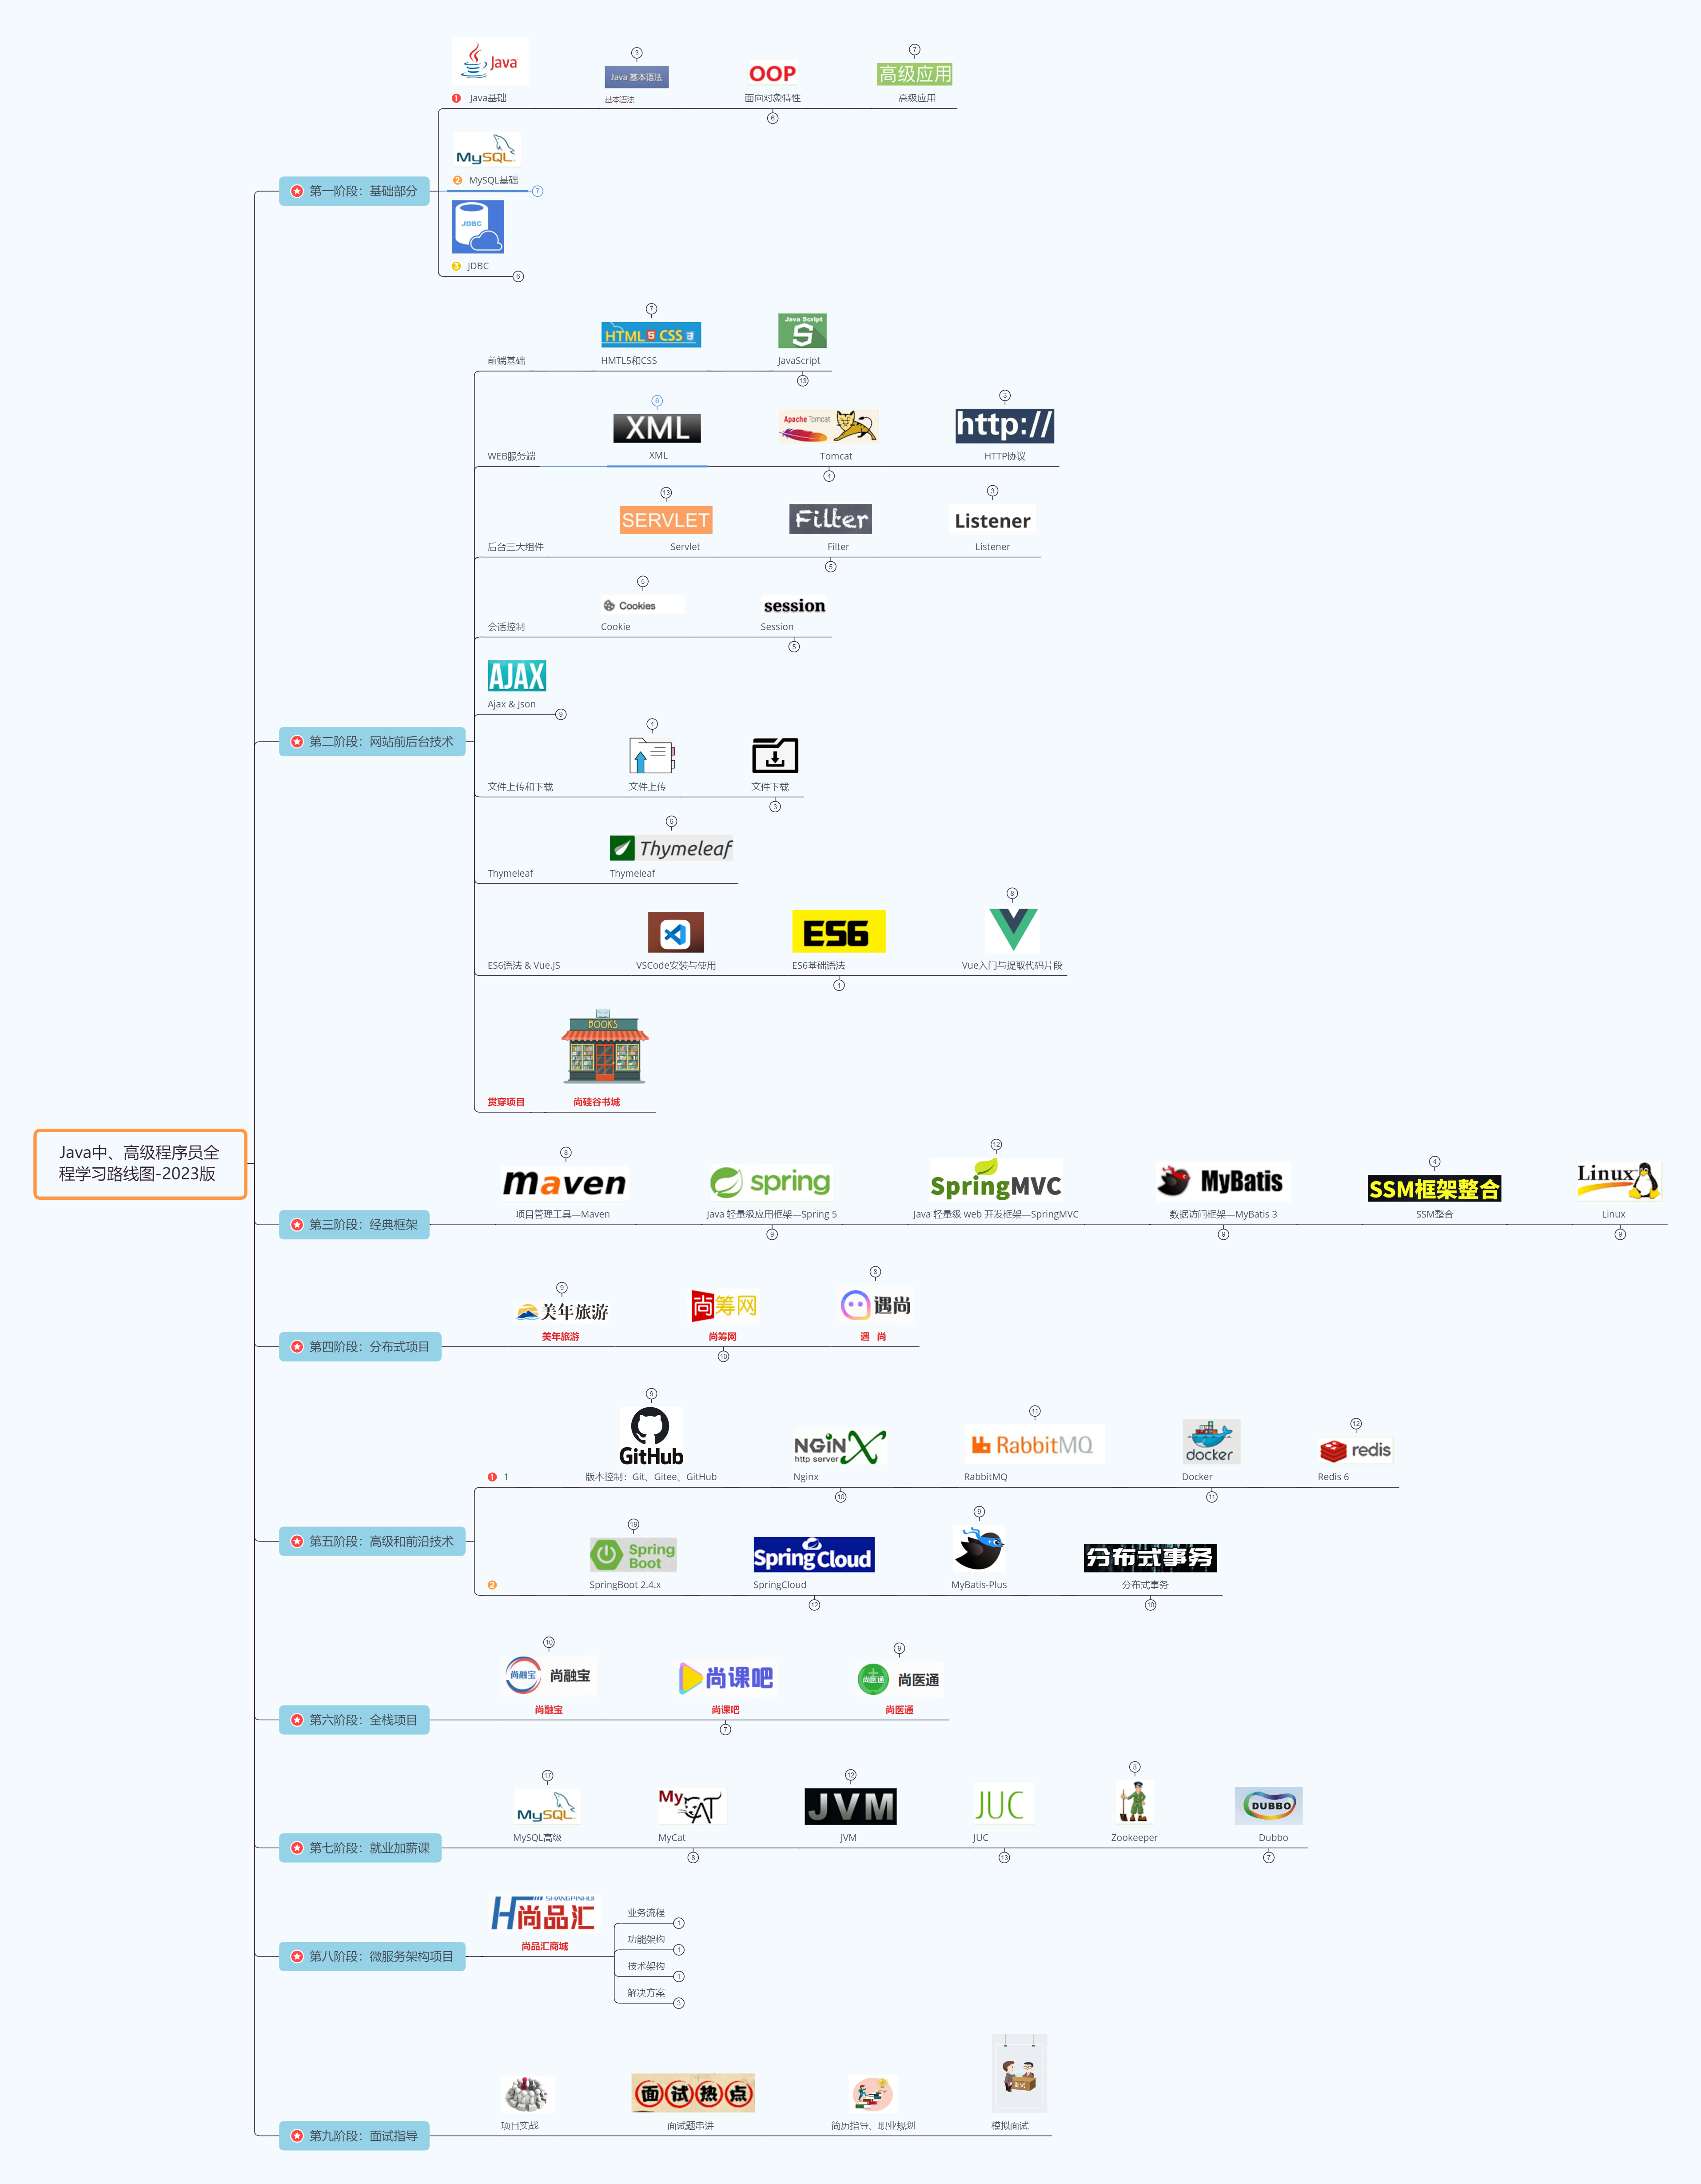 Java中、高级程序员全
程学习路线图-2023版
第一阶段：基础部分
Java
1 Java基础
3
Java 基本语法
基本语法
OOP
面向对象特性
6
7
高级应用
高级应用
MySQL
2 MySQL基础
7
JDBC
3 JDBC
6
第二阶段：网站前后台技术
前端基础
7
HTML 5 CSS 3
HMTL5和CSS
Java Script
S
JavaScript
13
WEB服务端
6
XML
XML
Apache Tomcat
Tomcat
4
3
http://
HTTP协议
后台三大组件
13
SERVLET
Servlet
Filter
Filter
5
3
Listener
Listener
会话控制
5
Cookies
Cookie
session
Session
5
AJAX
Ajax & Json
9
文件上传和下载
4
文件上传
文件下载
3
Thymeleaf
6
Thymeleaf
Thymeleaf
ES6语法 & Vue.JS
VSCode安装与使用
ES6
ES6基础语法
1
8
Vue入门与提取代码片段
BOOKS
贯穿项目
尚硅谷书城
第三阶段：经典框架
8
maven
项目管理工具—Maven
spring
Java 轻量级应用框架—Spring 5
9
12
SpringMVC
Java 轻量级 web 开发框架—SpringMVC
MyBatis
数据访问框架—MyBatis 3
9
4
SSM框架整合
SSM整合
Linux
Linux
9
第四阶段：分布式项目
9
美年旅游
美年旅游
尚筹网
尚筹网
10
8
遇尚
遇 尚
第五阶段：高级和前沿技术
1 1
9
GitHub
版本控制：Git、Gitee、GitHub
NGINX
http server
Nginx
10
11
RabbitMQ
RabbitMQ
docker
Docker
11
12
redis
Redis 6
2
19
Spring
Boot
SpringBoot 2.4.x
Spring Cloud
SpringCloud
12
9
MyBatis-Plus
分布式事务
分布式事务
10
第六阶段：全栈项目
10
尚融宝 尚融宝
尚融宝
尚课吧
尚课吧
7
9
尚医通 尚医通
尚医通
第七阶段：就业加薪课
17
MySQL
MySQL高级
MyCAT
MyCat
8
12
JVM
JVM
JUC
JUC
13
8
Zookeeper
DUBBO
Dubbo
7
第八阶段：微服务架构项目
SHANGPINHUI
尚品汇
尚品汇商城
业务流程
1
功能架构
1
技术架构
1
解决方案
3
第九阶段：面试指导
项目实战
面试热点
面试题串讲
简历指导、职业规划
面试
模拟面试